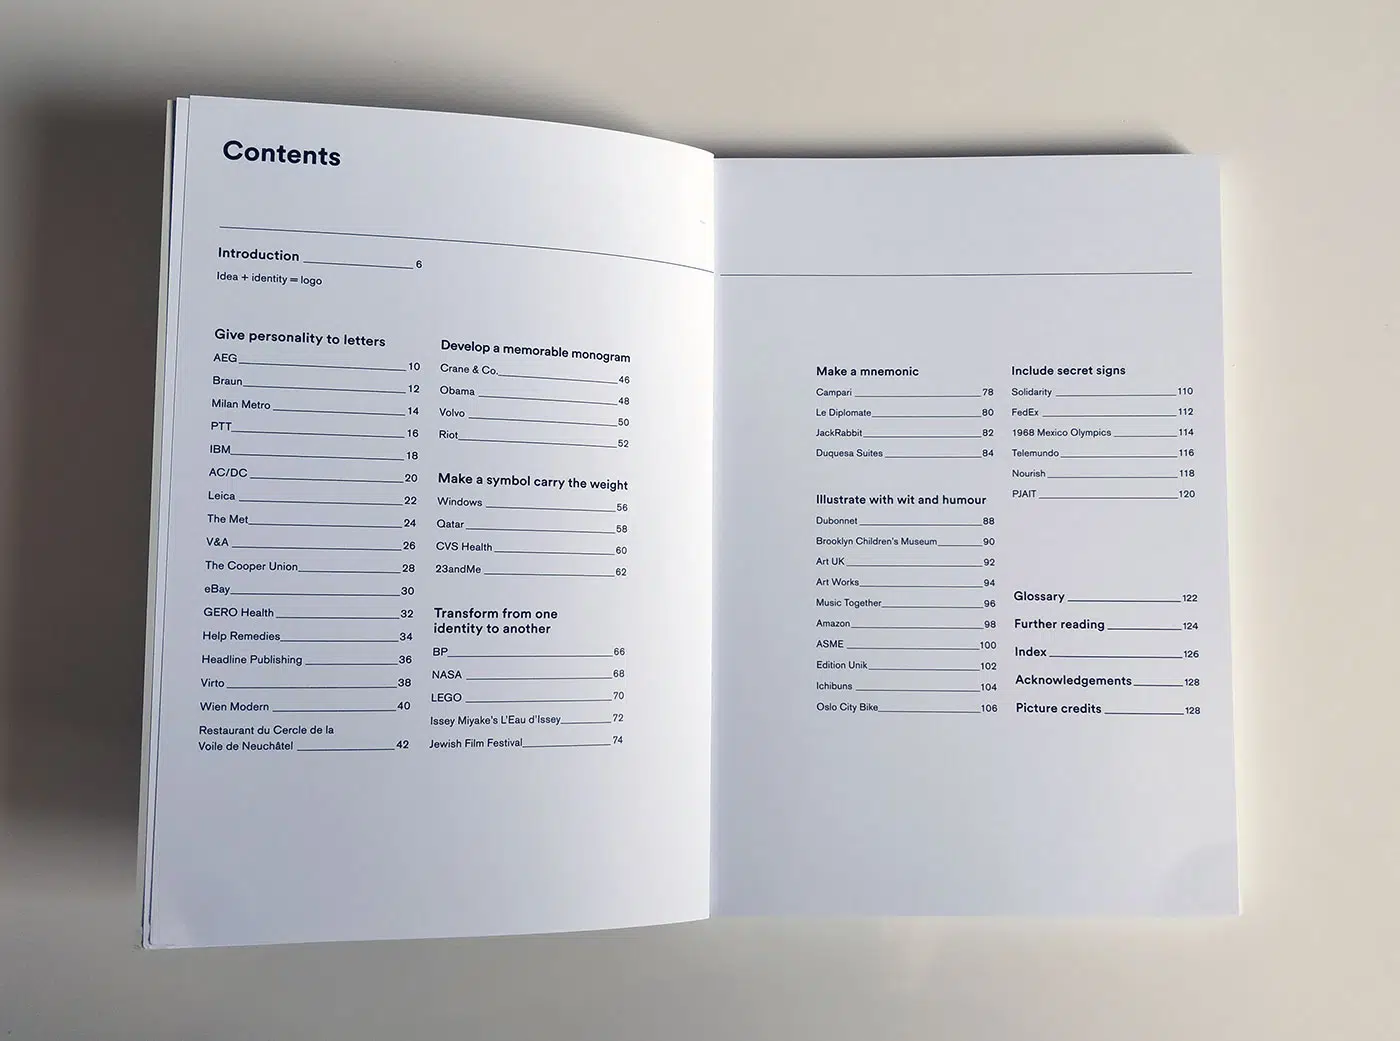 Contents
Introduction 6
Idea + identity = logo
Give personality to letters
AEG 10
Braun 12
Milan Metro 14
PTT 16
IBM 18
AC/DC 20
Leica 22
The Met 24
V&A 26
The Cooper Union 28
eBay 30
GERO Health 32
Help Remedies 34
Headline Publishing 36
Virto 38
Wien Modern 40
Restaurant du Cercle de la
Voile de Neuchâtel 42
Develop a memorable monogram
Crane & Co. 46
Obama 48
Volvo 50
Riot 52
Make a symbol carry the weight
Windows 56
Qatar 58
CVS Health 60
23andMe 62
Transform from one
identity to another
BP 66
NASA 68
LEGO 70
Issey Miyake's L'Eau d'Issey 72
Jewish Film Festival 74
Make a mnemonic
Campari 78
Le Diplomate 80
JackRabbit 82
Duquesa Suites 84
Illustrate with wit and humour
Dubonnet 88
Brooklyn Children's Museum 90
Art UK 92
Art Works 94
Music Together 96
Amazon 98
ASME 100
Edition Unik 102
Ichibuns 104
Oslo City Bike 106
Include secret signs
Solidarity 110
FedEx 112
1968 Mexico Olympics 114
Telemundo 116
Nourish 118
PJAIT 120
Glossary 122
Further reading 124
Index 126
Acknowledgements 128
Picture credits 128